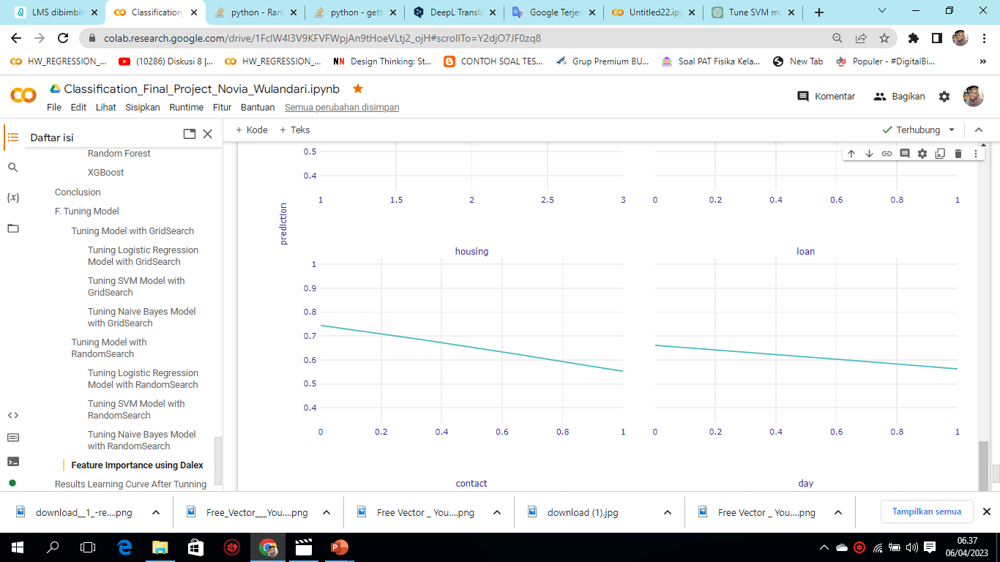 LMS dibimbin
Classification_
python - Ran
python - gett
DeepL Transla
Google Terjen
Untitled22.ipy
Tune SVM mo
colab.research.google.com/drive/1FclW4l3V9KFVFWpjAn9tHoeVLtj2_ojH#scrollTo=Y2djO7JF0zq8
HW_REGRESSION_...
(10286) Diskusi 8 |...
HW_REGRESSION_...
NN Design Thinking: St...
CONTOH SOAL TES...
Grup Premium BU...
Soal PAT Fisika Kela...
New Tab
Populer - #DigitalBi...
»
Classification_Final_Project_Novia_Wulandari.ipynb
File Edit Lihat Sisipkan Runtime Fitur Bantuan Semua perubahan disimpan
Komentar
Bagikan
Daftar isi
+ Kode + Teks
Terhubung
Random Forest
XGBoost
Conclusion
F. Tuning Model
Tuning Model with GridSearch
Tuning Logistic Regression
Model with GridSearch
Tuning SVM Model with
GridSearch
Tuning Naive Bayes Model
with GridSearch
Tuning Model with
RandomSearch
Tuning Logistic Regression
Model with RandomSearch
Tuning SVM Model with
RandomSearch
Tuning Naive Bayes Model
with RandomSearch
Feature Importance using Dalex
Results Learning Curve After Tunning
{x}
<>
0.5
0.4
1 1.5 2 2.5 3
0 0.2 0.4 0.6 0.8 1
prediction
housing
loan
1
0.9
0.8
0.7
0.6
0.5
0.4
0 0.2 0.4 0.6 0.8 1
0 0.2 0.4 0.6 0.8 1
contact
day
download__1_-re....png
Free_Vector___You....png
Free Vector _ You....png
download (1).jpg
Free Vector _ You....png
Tampilkan semua
06.37
06/04/2023